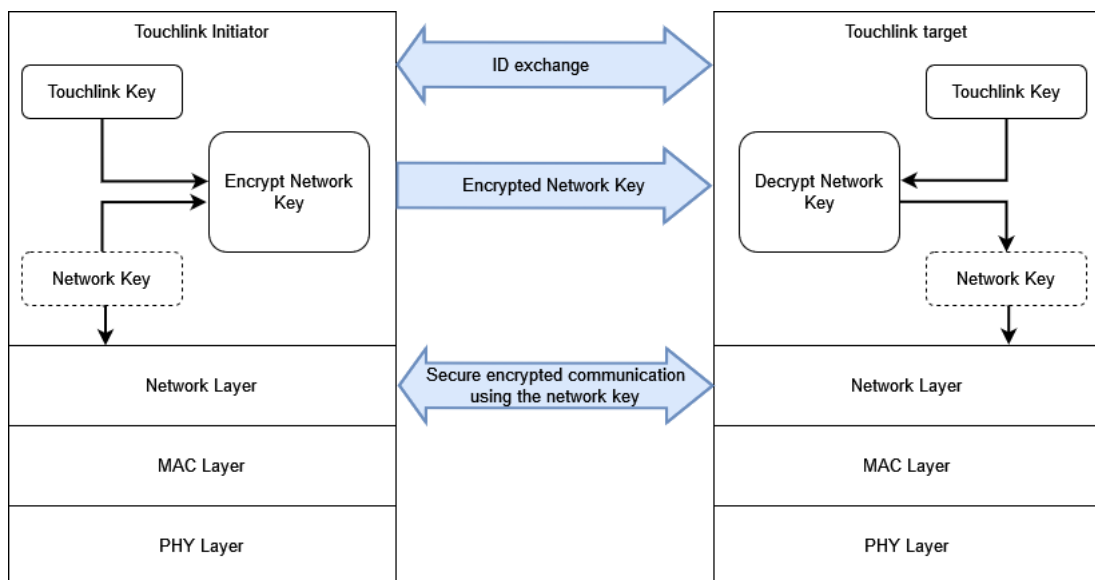 Touchlink Initiator
Touchlink Key
Encrypt Network
Key
Network Key
Network Layer
MAC Layer
PHY Layer
ID exchange
Encrypted Network Key
Secure encrypted communication
using the network key
Touchlink target
Touchlink Key
Decrypt Network
Key
Network Key
Network Layer
MAC Layer
PHY Layer